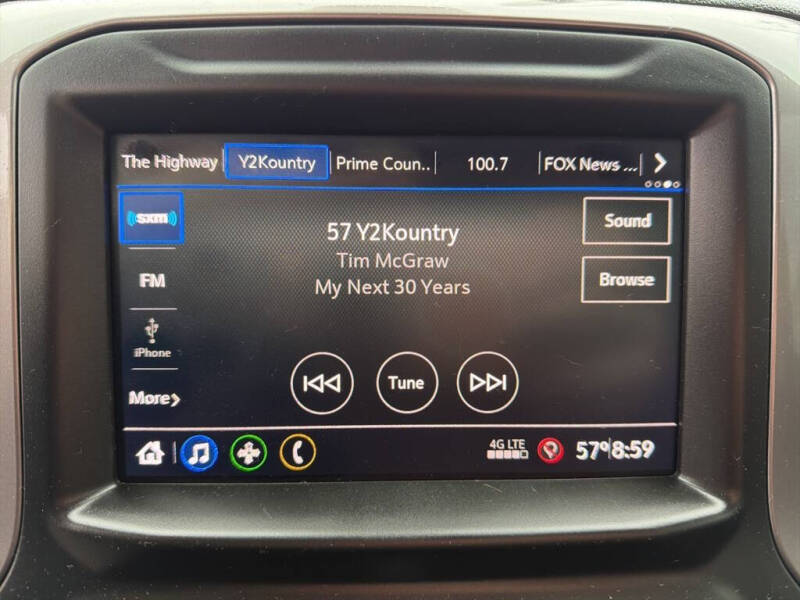 The Highway Y2Kountry Prime Coun.. 100.7 FOX News ...
sxm
57 Y2Kountry
Sound
Tim McGraw
FM
My Next 30 Years
Browse
iPhone
More
Tune
4G LTE
57° 8:59